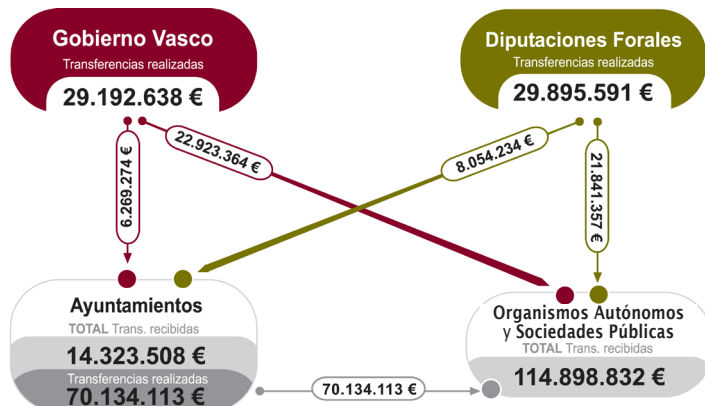 Gobierno Vasco
Transferencias realizadas
29.192.638 €
Diputaciones Forales
Transferencias realizadas
29.895.591 €
6.269.274 €
22.923.364 €
8.054.234 €
21.841.357 €
Ayuntamientos
TOTAL Trans. recibidas
14.323.508 €
Transferencias realizadas
70.134.113 €
70.134.113 €
Organismos Autónomos
y Sociedades Públicas
TOTAL Trans. recibidas
114.898.832 €